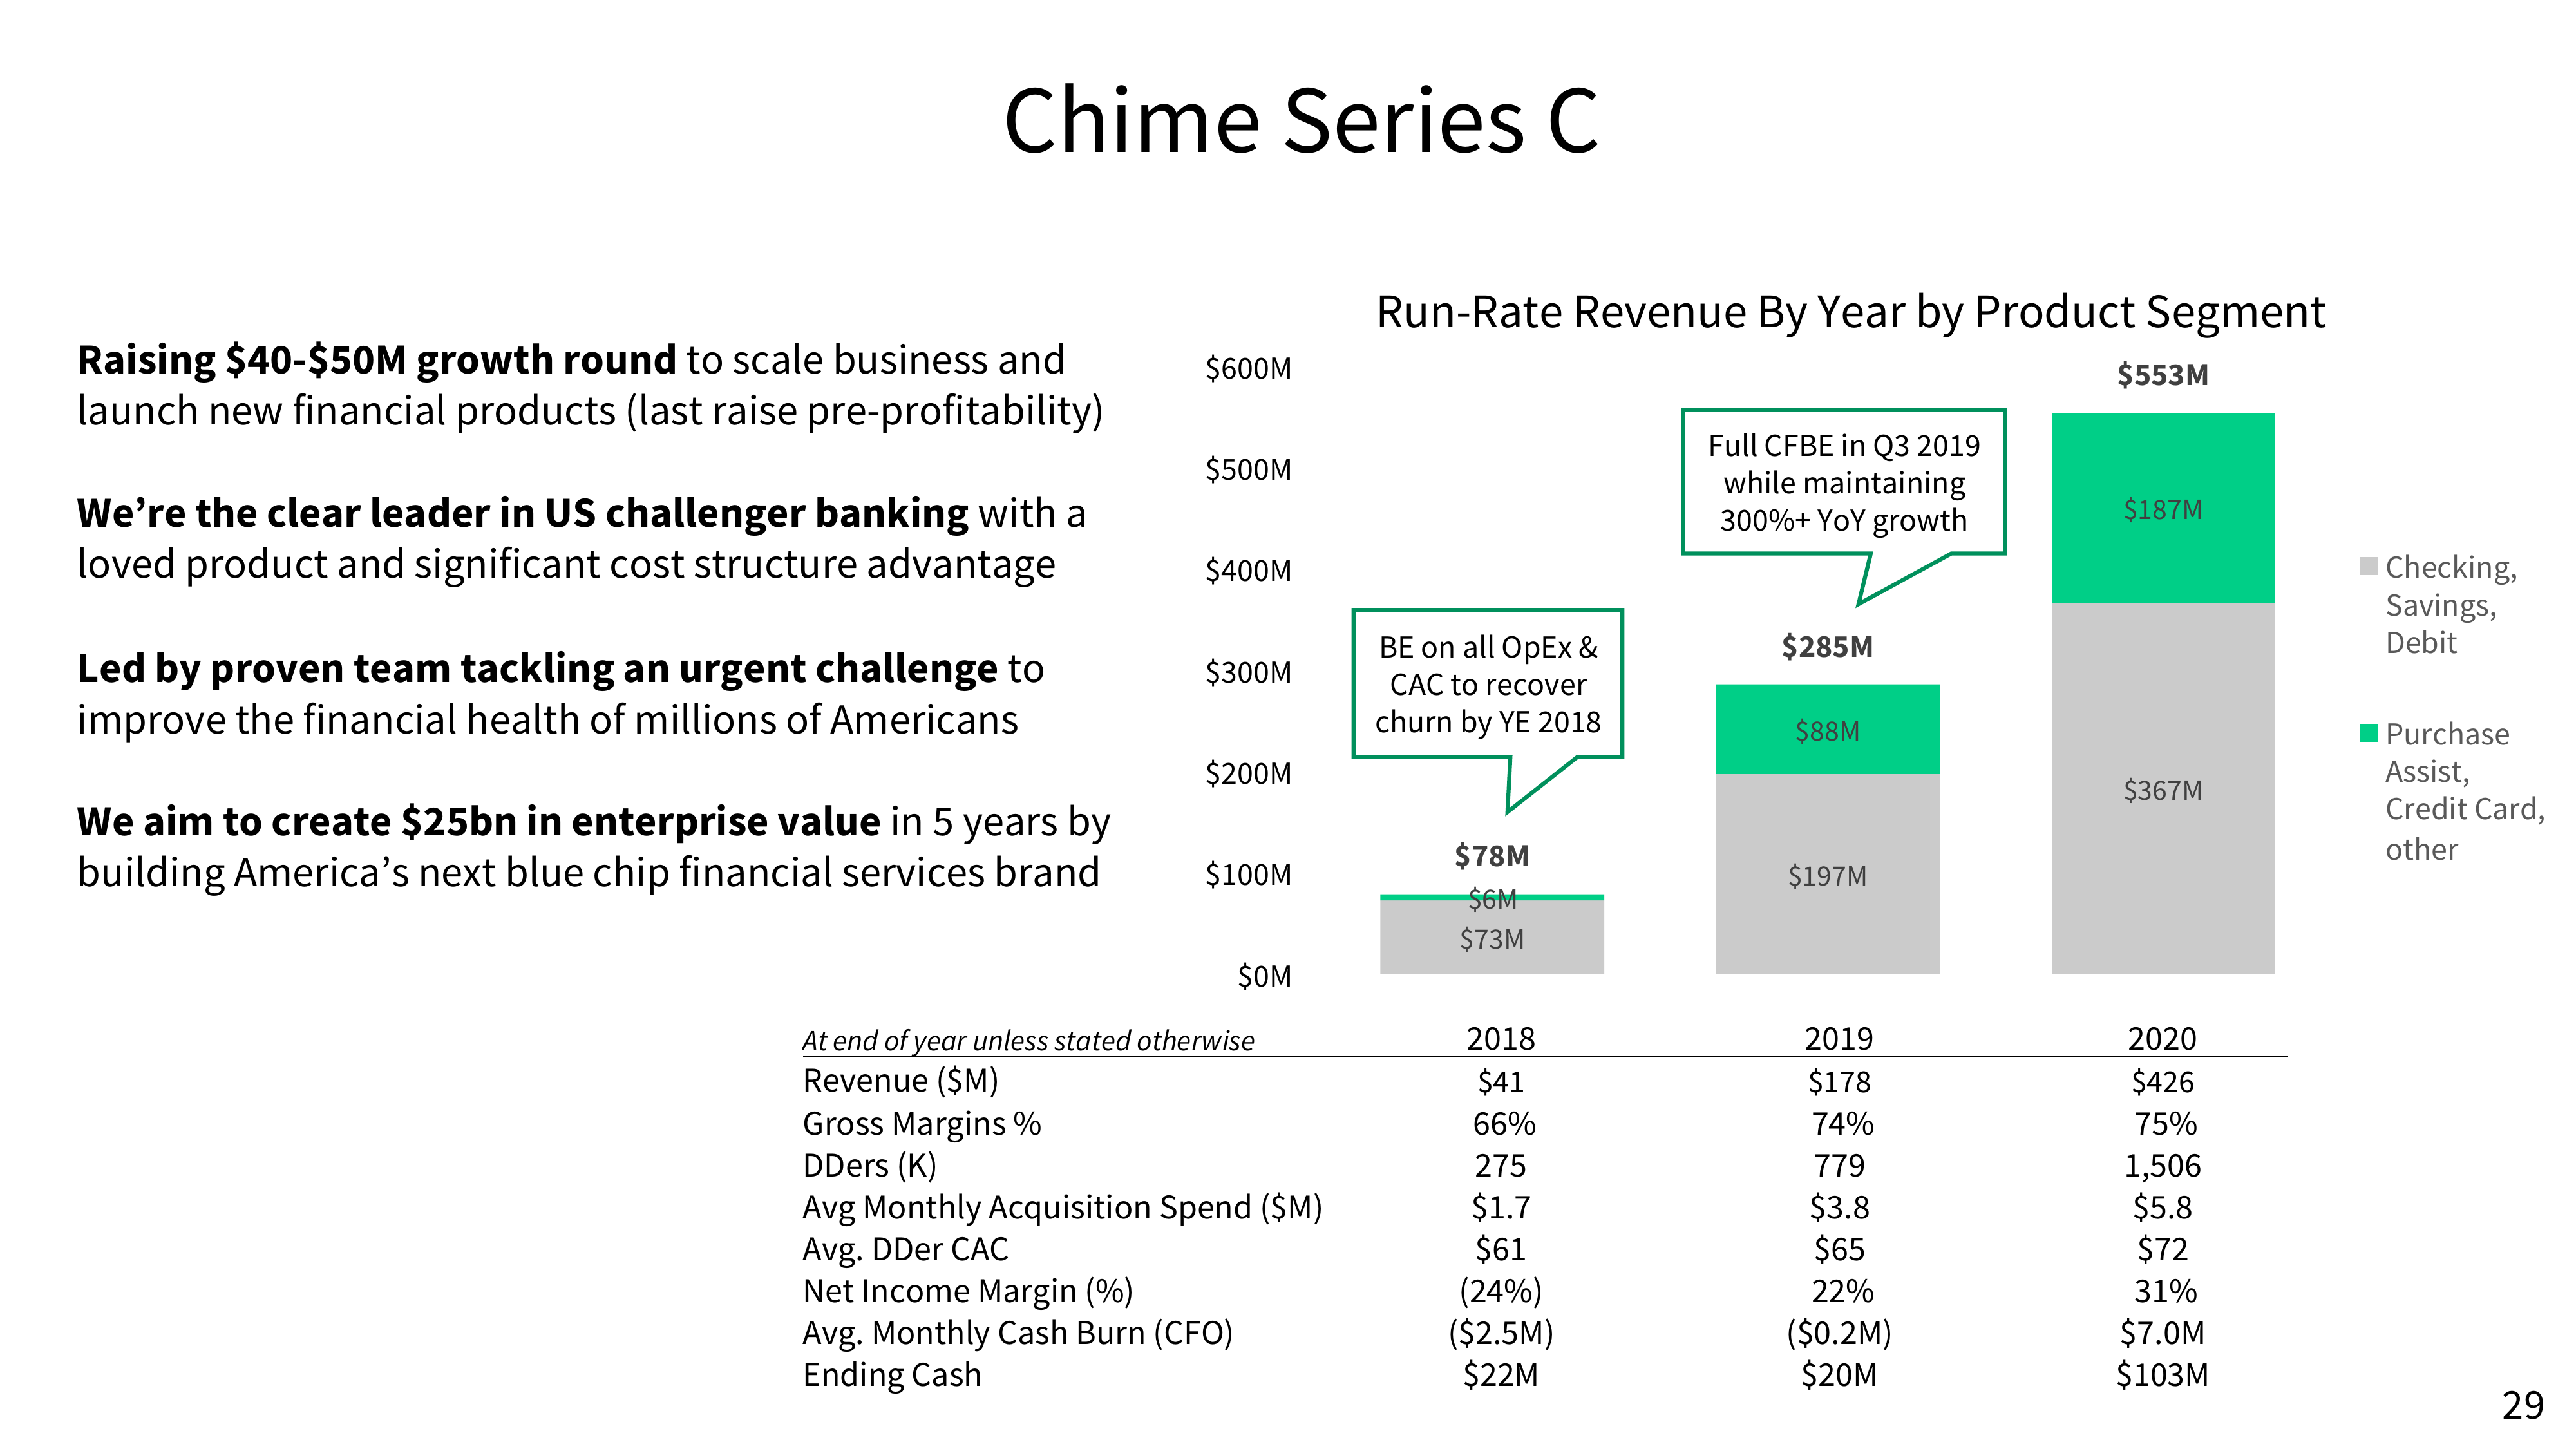 Chime Series C
Raising $40-$50M growth round to scale business and
launch new financial products (last raise pre-profitability)
We’re the clear leader in US challenger banking with a
loved product and significant cost structure advantage
Led by proven team tackling an urgent challenge to
improve the financial health of millions of Americans
We aim to create $25bn in enterprise value in 5 years by
building America’s next blue chip financial services brand
Run-Rate Revenue By Year by Product Segment
$600M
$500M
$400M
$300M
$200M
$100M
$0M
BE on all OpEx &
CAC to recover
churn by YE 2018
$78M
$6M
$73M
Full CFBE in Q3 2019
while maintaining
300%+ YoY growth
$285M
$88M
$197M
$553M
$187M
$367M
Checking,
Savings,
Debit
Purchase
Assist,
Credit Card,
other
At end of year unless stated otherwise 2018 2019 2020
Revenue ($M) $41 $178 $426
Gross Margins % 66% 74% 75%
DDers (K) 275 779 1,506
Avg Monthly Acquisition Spend ($M) $1.7 $3.8 $5.8
Avg. DDer CAC $61 $65 $72
Net Income Margin (%) (24%) 22% 31%
Avg. Monthly Cash Burn (CFO) ($2.5M) ($0.2M) $7.0M
Ending Cash $22M $20M $103M
29